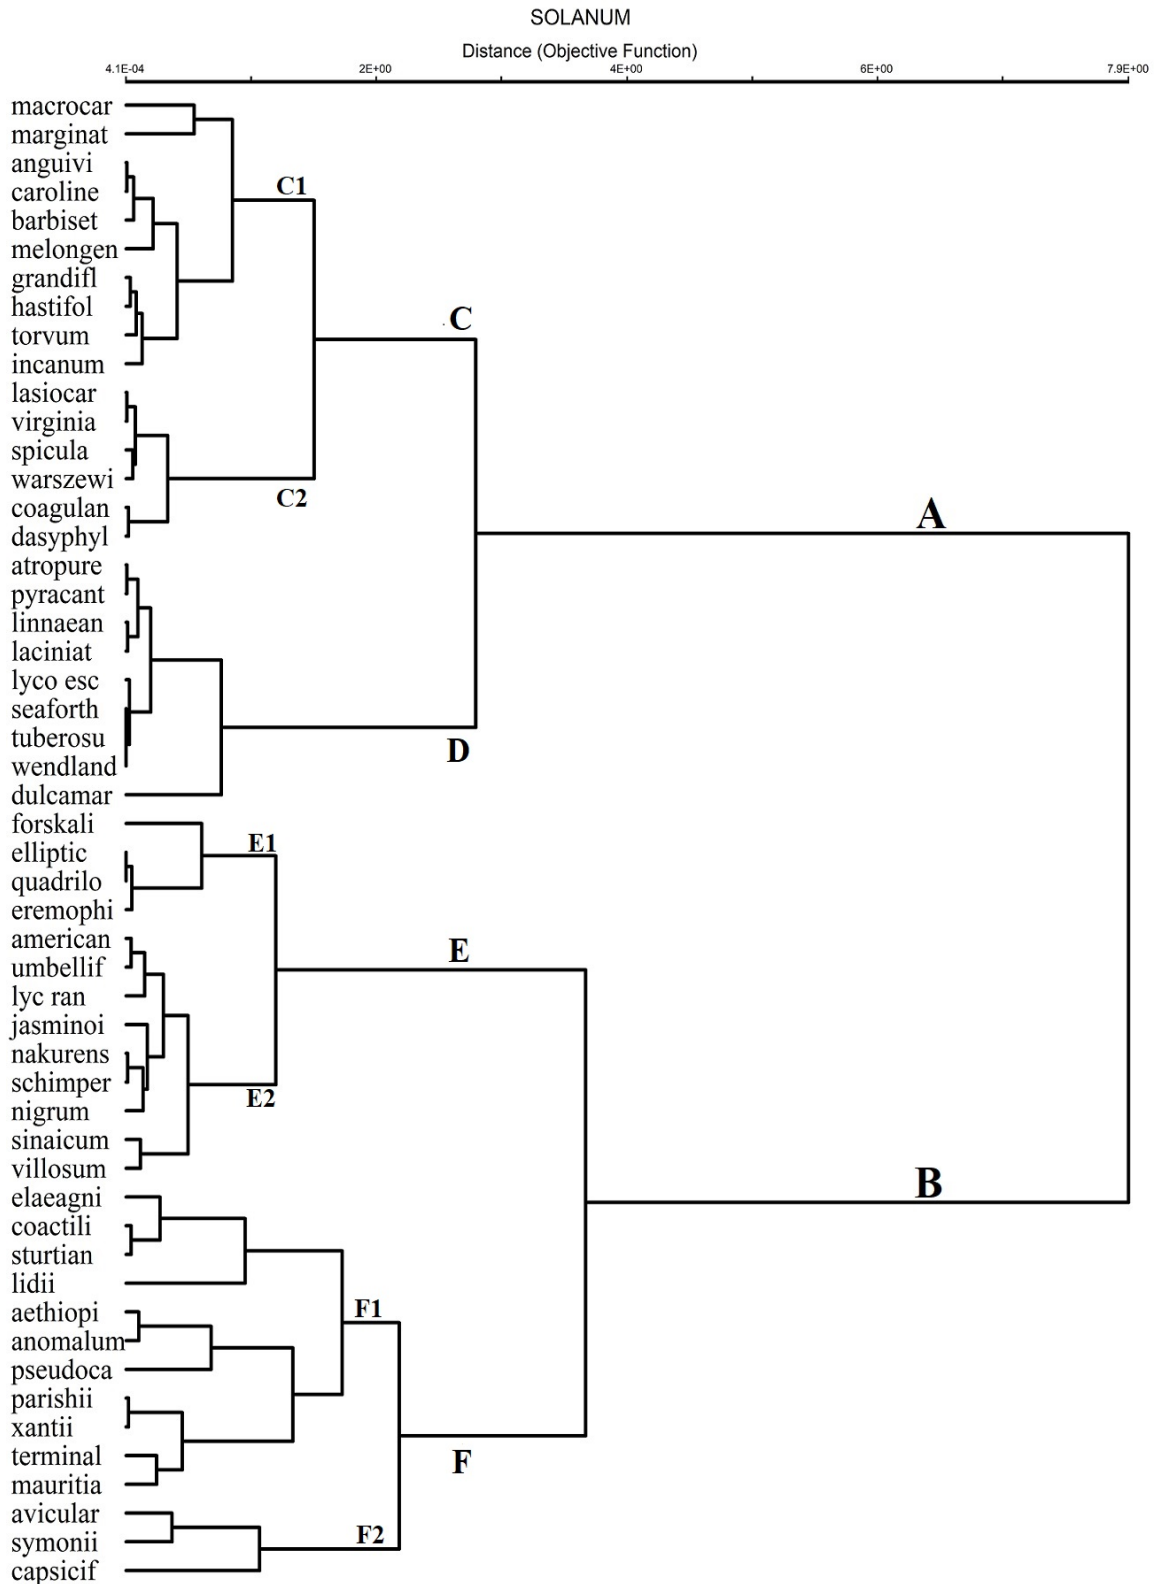 SOLANUM
Distance (Objective Function)
4.1E-04 2E+00 4E+00 6E+00 7.9E+00
macrocar
marginat
anguivi
caroline
C1
barbiset
melongen
grandifl
hastifol
C
torvum
incanum
lasiocar
virginia
spicula
warszewi
C2
coagulan
A
dasyphyl
atropure
pyracant
linnaean
laciniat
lyco esc
seaforth
tuberosu
D
wendland
dulcamar
forskali
E1
elliptic
quadrilo
eremophi
american
E
umbellif
lyc ran
jasminoi
nakurens
schimper
E2
nigrum
sinaicum
villosum
B
elaeagni
coactili
sturtian
lidii
F1
aethiopi
anomalum
pseudoca
parishii
xantii
terminal
F
mauritia
avicular
F2
symonii
capsicif